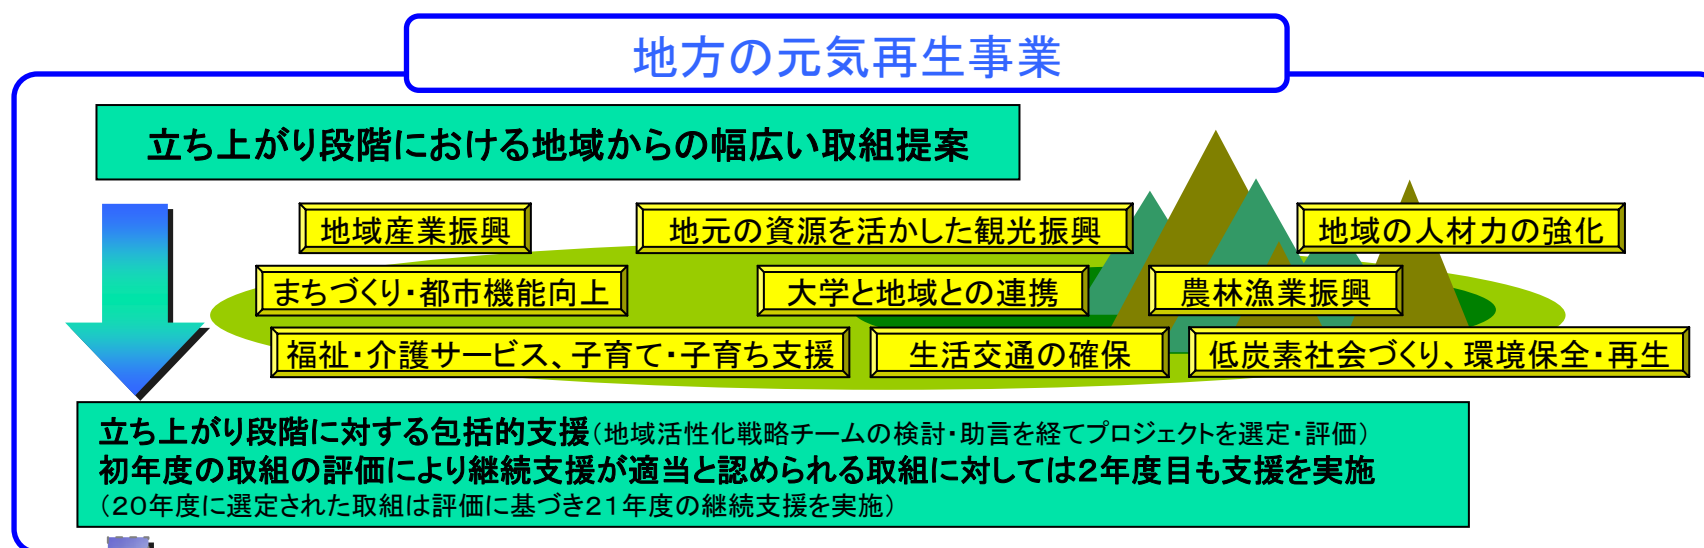 地方の元気再生事業
立ち上がり段階における地域からの幅広い取組提案
地域産業振興
地元の資源を活かした観光振興
地域の人材力の強化
まちづくり・都市機能向上
大学と地域との連携
農林漁業振興
福祉・介護サービス、子育て・子育ち支援
生活交通の確保
低炭素社会づくり、環境保全・再生
立ち上がり段階に対する包括的支援(地域活性化戦略チームの検討・助言を経てプロジェクトを選定・評価)
初年度の取組の評価により継続支援が適当と認められる取組に対しては2年度目も支援を実施
(20年度に選定された取組は評価に基づき21年度の継続支援を実施)